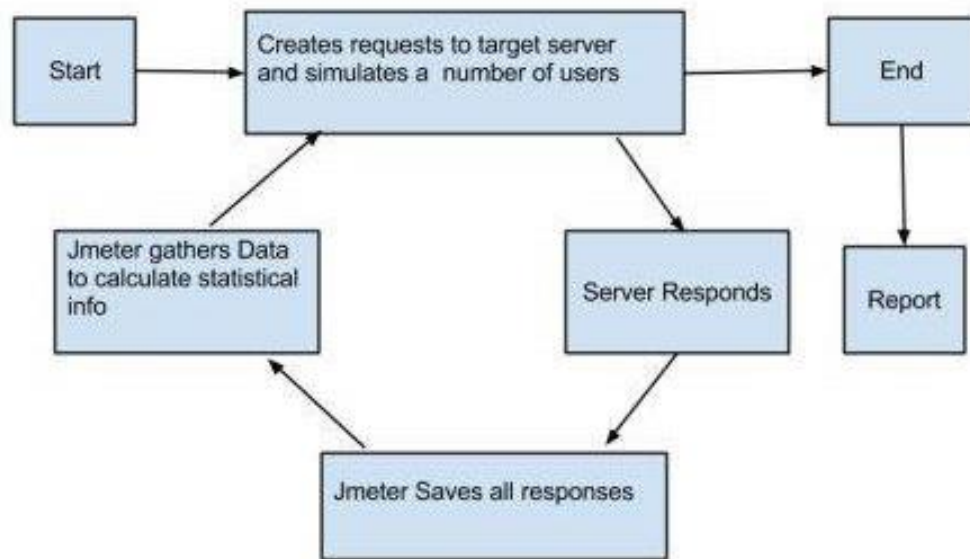 Start
Creates requests to target server
and simulates a number of users
End
Jmeter gathers Data
to calculate statistical
info
Server Responds
Report
Jmeter Saves all responses